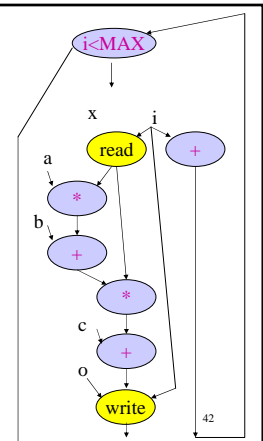 i<MAX
x
i
read
+
a
*
b
+
*
c
+
o
write
42